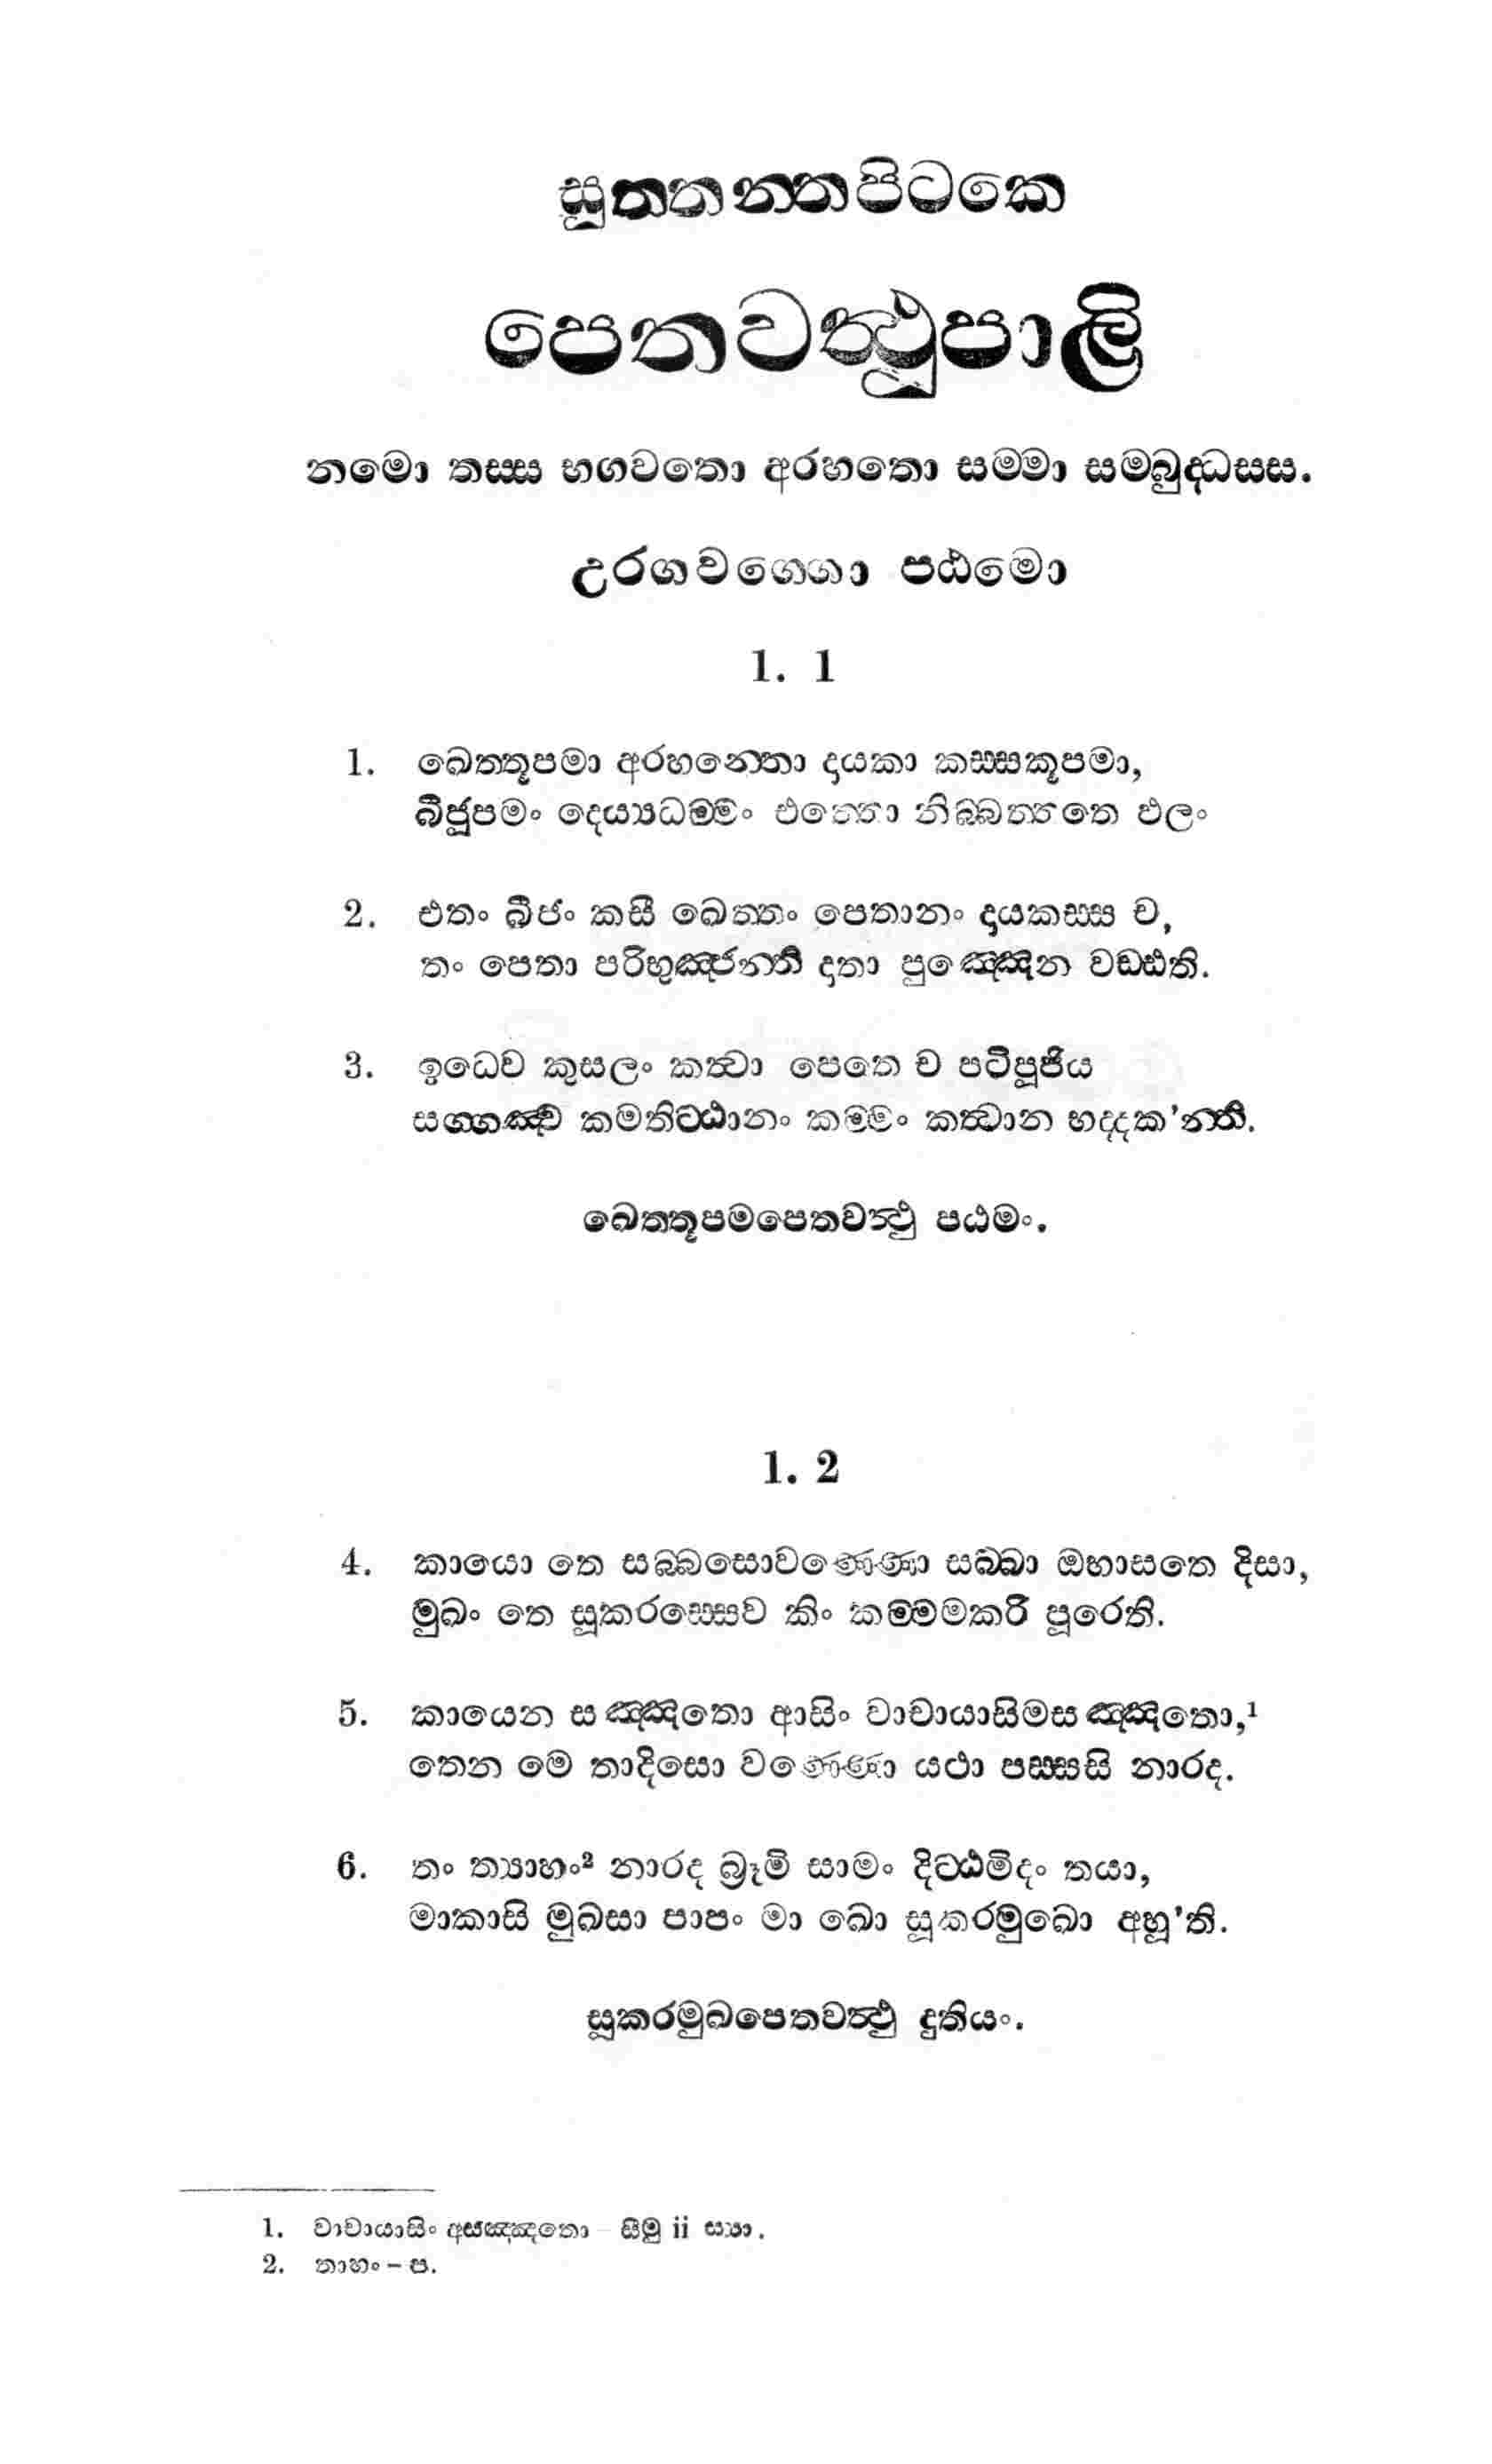 සුත්තන්තපිටකෙ
පෙතවත්ථුපාලි
නමො තස්ස භගවතො අරහතො සම්මා සම්බුද්ධස්ස.
උරගවග්ගො පඨමො
1. 1
1. ඛෙත්තූපමා අරහන්තො දායකා කස්සකූපමා,
බීජූපමං දෙය්‍යධම්මං එත්තො නිබ්බත්තතෙ ඵලං
2. එතං බීජං කසී ඛෙත්තං පෙතානං දායකස්ස ච,
තං පෙතා පරිභුඤ්ජන්ති දාතා පුඤ්ඤෙන වඩ්ඪති.
3. ඉධෙව කුසලං කත්‍වා පෙතෙ ච පටිපූජිය
සග්ගඤ්ච කමතිට්ඨානං කම්මං කත්‍වාන භද්දක'න්ති.
ඛෙත්තූපමපෙතවත්ථු පඨමං.
1. 2
4. කායො තෙ සබ්බසොවණ්ණො සබ්බා ඔභාසතෙ දිසා,
මුඛං තෙ සූකරස්සෙව කිං කම්මමකරී පූරෙති.
5. කායෙන සඤ්ඤතො ආසිං වාචායාසිමසඤ්ඤතො,¹
තෙන මෙ තාදිසො වණ්ණො යථා පස්සසි නාරද.
6. තං ත්‍යාහං² නාරද බ්‍රූමි සාමං දිට්ඨමිදං තයා,
මාකාසි මුඛසා පාපං මා ඛො සූකරමුඛො අහූ'ති.
සූකරමුඛපෙතවත්ථු දුතියං.
1. වාචායාසිං අසඤ්ඤතො – සීමු ii ස්‍යා.
2. තාහං – ප.